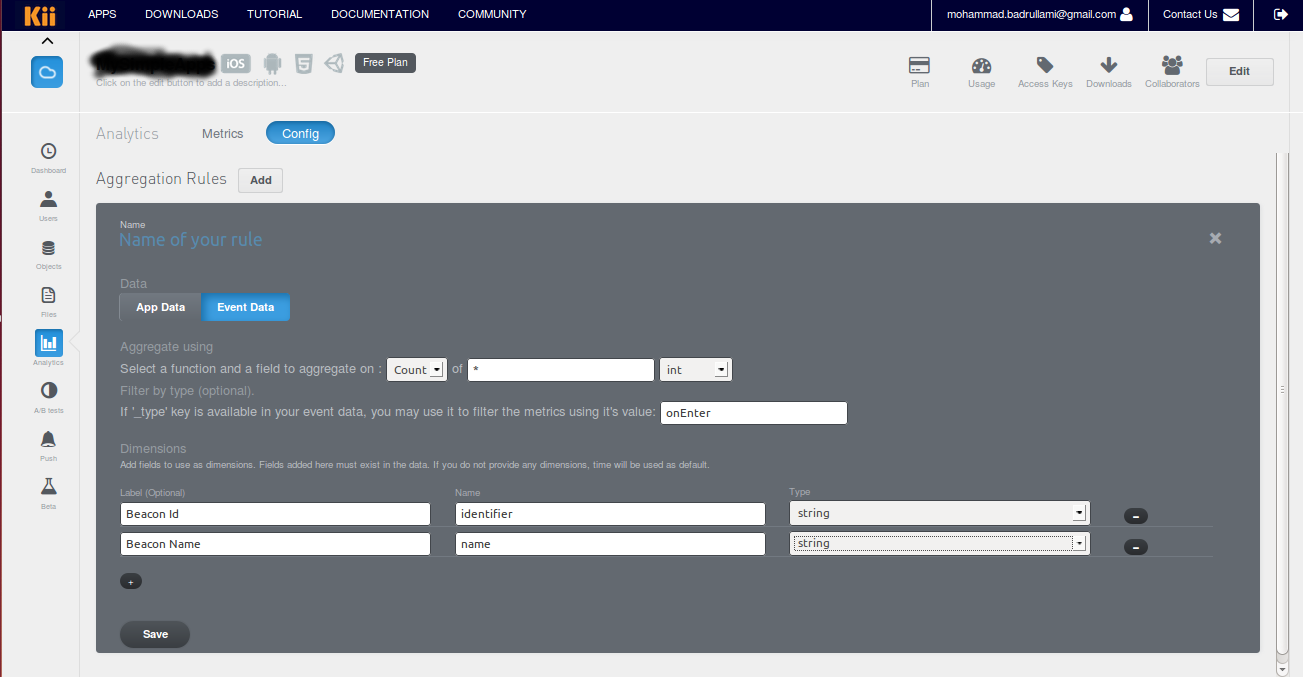 Kii APPS DOWNLOADS TUTORIAL DOCUMENTATION COMMUNITY mohammad.badrullami@gmail.com Contact Us
iOS Free Plan
Click on the edit button to add a description...
Plan Usage Access Keys Downloads Collaborators Edit
Analytics Metrics Config
Dashboard
Users
Objects
Files
Analytics
A/B tests
Push
Beta
Aggregation Rules Add
Name
Name of your rule
Data
App Data Event Data
Aggregate using
Select a function and a field to aggregate on : Count of * int
Filter by type (optional).
If '_type' key is available in your event data, you may use it to filter the metrics using it's value: onEnter
Dimensions
Add fields to use as dimensions. Fields added here must exist in the data. If you do not provide any dimensions, time will be used as default.
Label (Optional) Name Type
Beacon Id identifier string -
Beacon Name name string -
+
Save